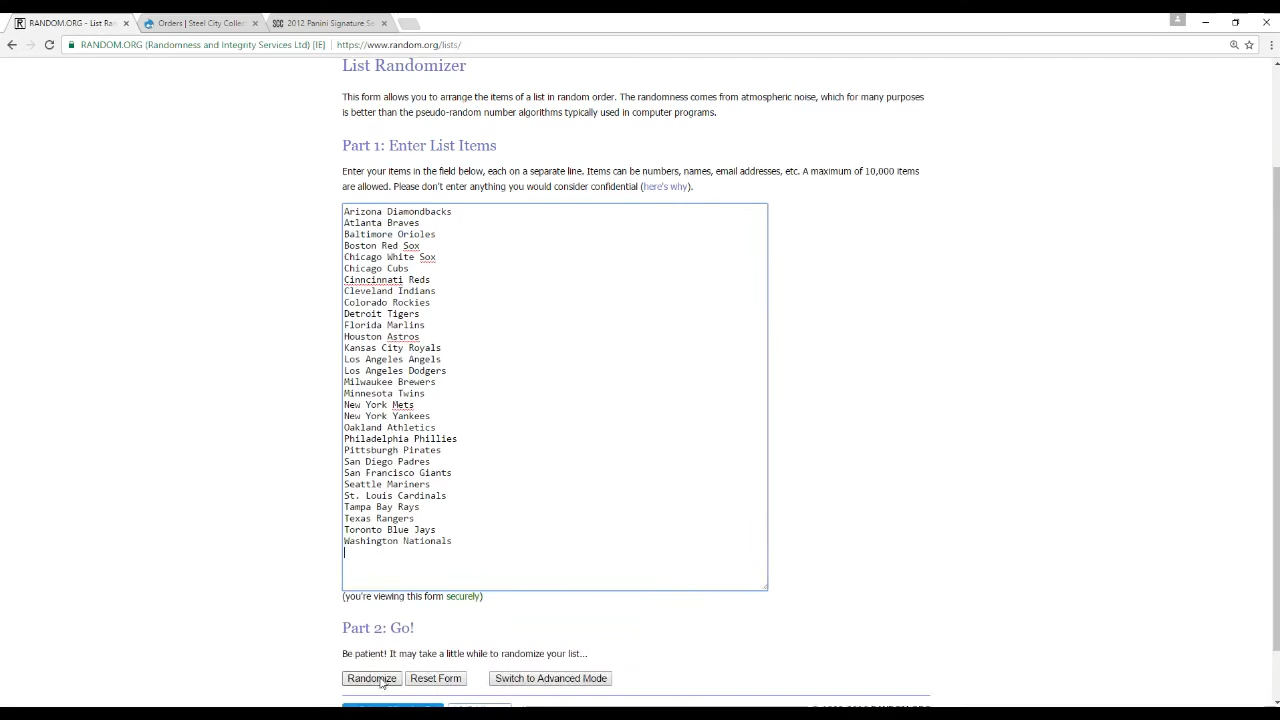 RANDOM.ORG - List Ra
Orders | Steel City Collec
2012 Panini Signature Se
RANDOM.ORG (Randomness and Integrity Services Ltd) [IE] | https://www.random.org/lists/
List Randomizer
This form allows you to arrange the items of a list in random order. The randomness comes from atmospheric noise, which for many purposes
is better than the pseudo-random number algorithms typically used in computer programs.
Part 1: Enter List Items
Enter your items in the field below, each on a separate line. Items can be numbers, names, email addresses, etc. A maximum of 10,000 items
are allowed. Please don't enter anything you would consider confidential (here's why).
Arizona Diamondbacks
Atlanta Braves
Baltimore Orioles
Boston Red Sox
Chicago White Sox
Chicago Cubs
Cinncinnati Reds
Cleveland Indians
Colorado Rockies
Detroit Tigers
Florida Marlins
Houston Astros
Kansas City Royals
Los Angeles Angels
Los Angeles Dodgers
Milwaukee Brewers
Minnesota Twins
New York Mets
New York Yankees
Oakland Athletics
Philadelphia Phillies
Pittsburgh Pirates
San Diego Padres
San Francisco Giants
Seattle Mariners
St. Louis Cardinals
Tampa Bay Rays
Texas Rangers
Toronto Blue Jays
Washington Nationals
(you're viewing this form securely)
Part 2: Go!
Be patient! It may take a little while to randomize your list...
Randomize Reset Form Switch to Advanced Mode